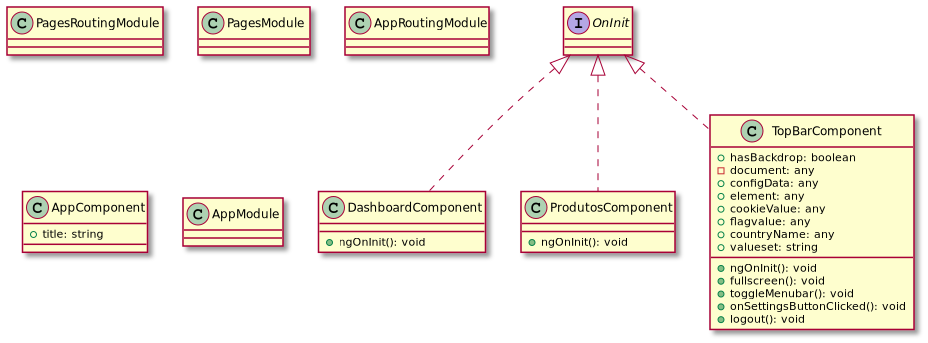 C PagesRoutingModule
C PagesModule
C AppRoutingModule
I OnInit
C TopBarComponent
hasBackdrop: boolean
document: any
configData: any
element: any
cookieValue: any
flagvalue: any
countryName: any
valueset: string
ngOnInit(): void
fullscreen(): void
toggleMenubar(): void
onSettingsButtonClicked(): void
logout(): void
C AppComponent
title: string
C AppModule
C DashboardComponent
ngOnInit(): void
C ProdutosComponent
ngOnInit(): void